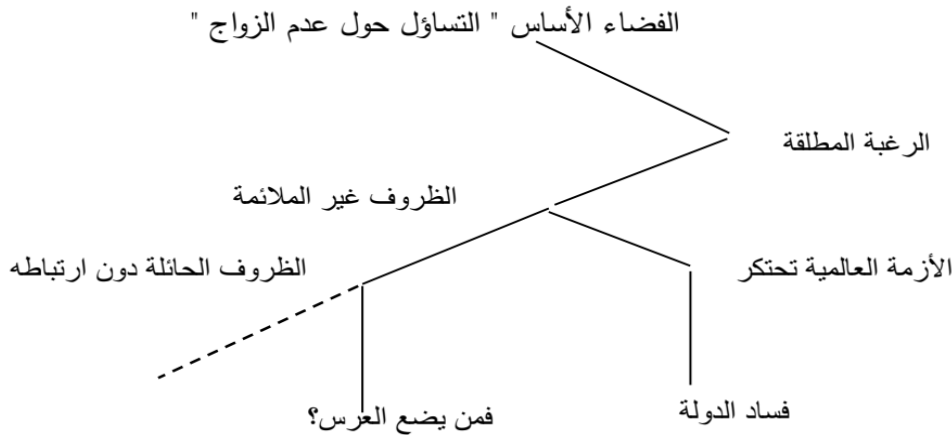 الفضاء الأساس " التساؤل حول عدم الزواج "
الرغبة المطلقة
الظروف غير الملائمة
الأزمة العالمية تحتكر
الظروف الحائلة دون ارتباطه
فساد الدولة
فمن يضع العرس؟